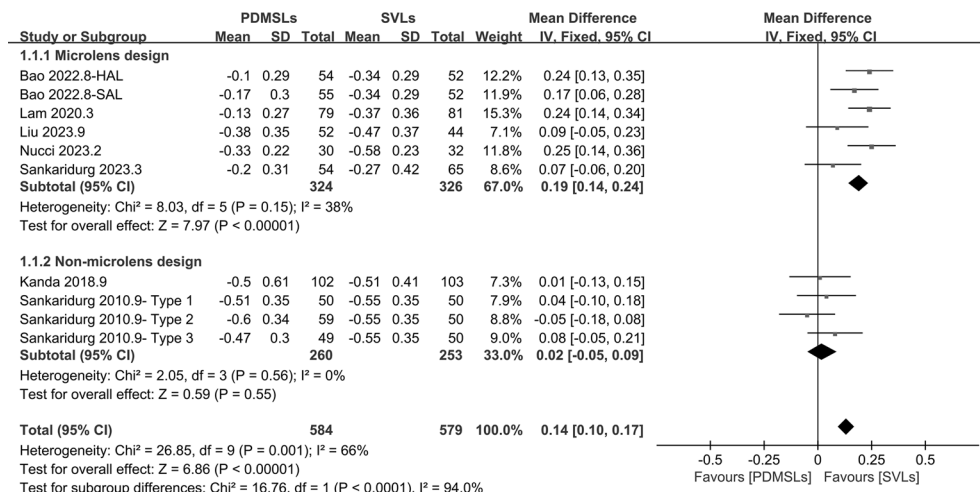 PDMSLs SVLs Mean Difference Mean Difference
Study or Subgroup Mean SD Total Mean SD Total Weight IV, Fixed, 95% CI IV, Fixed, 95% CI
1.1.1 Microlens design
Bao 2022.8-HAL -0.1 0.29 54 -0.34 0.29 52 12.2% 0.24 [0.13, 0.35]
Bao 2022.8-SAL -0.17 0.3 55 -0.34 0.29 52 11.9% 0.17 [0.06, 0.28]
Lam 2020.3 -0.13 0.27 79 -0.37 0.36 81 15.3% 0.24 [0.14, 0.34]
Liu 2023.9 -0.38 0.35 52 -0.47 0.37 44 7.1% 0.09 [-0.05, 0.23]
Nucci 2023.2 -0.33 0.22 30 -0.58 0.23 32 11.8% 0.25 [0.14, 0.36]
Sankaridurg 2023.3 -0.2 0.31 54 -0.27 0.42 65 8.6% 0.07 [-0.06, 0.20]
Subtotal (95% CI) 324 326 67.0% 0.19 [0.14, 0.24]
Heterogeneity: Chi² = 8.03, df = 5 (P = 0.15); I² = 38%
Test for overall effect: Z = 7.97 (P < 0.00001)
1.1.2 Non-microlens design
Kanda 2018.9 -0.5 0.61 102 -0.51 0.41 103 7.3% 0.01 [-0.13, 0.15]
Sankaridurg 2010.9- Type 1 -0.51 0.35 50 -0.55 0.35 50 7.9% 0.04 [-0.10, 0.18]
Sankaridurg 2010.9- Type 2 -0.6 0.34 59 -0.55 0.35 50 8.8% -0.05 [-0.18, 0.08]
Sankaridurg 2010.9- Type 3 -0.47 0.3 49 -0.55 0.35 50 9.0% 0.08 [-0.05, 0.21]
Subtotal (95% CI) 260 253 33.0% 0.02 [-0.05, 0.09]
Heterogeneity: Chi² = 2.05, df = 3 (P = 0.56); I² = 0%
Test for overall effect: Z = 0.59 (P = 0.55)
Total (95% CI) 584 579 100.0% 0.14 [0.10, 0.17]
Heterogeneity: Chi² = 26.85, df = 9 (P = 0.001); I² = 66%
Test for overall effect: Z = 6.86 (P < 0.00001)
Test for subgroup differences: Chi² = 16.76, df = 1 (P < 0.0001), I² = 94.0%
-0.5 -0.25 0 0.25 0.5
Favours [PDMSLs] Favours [SVLs]